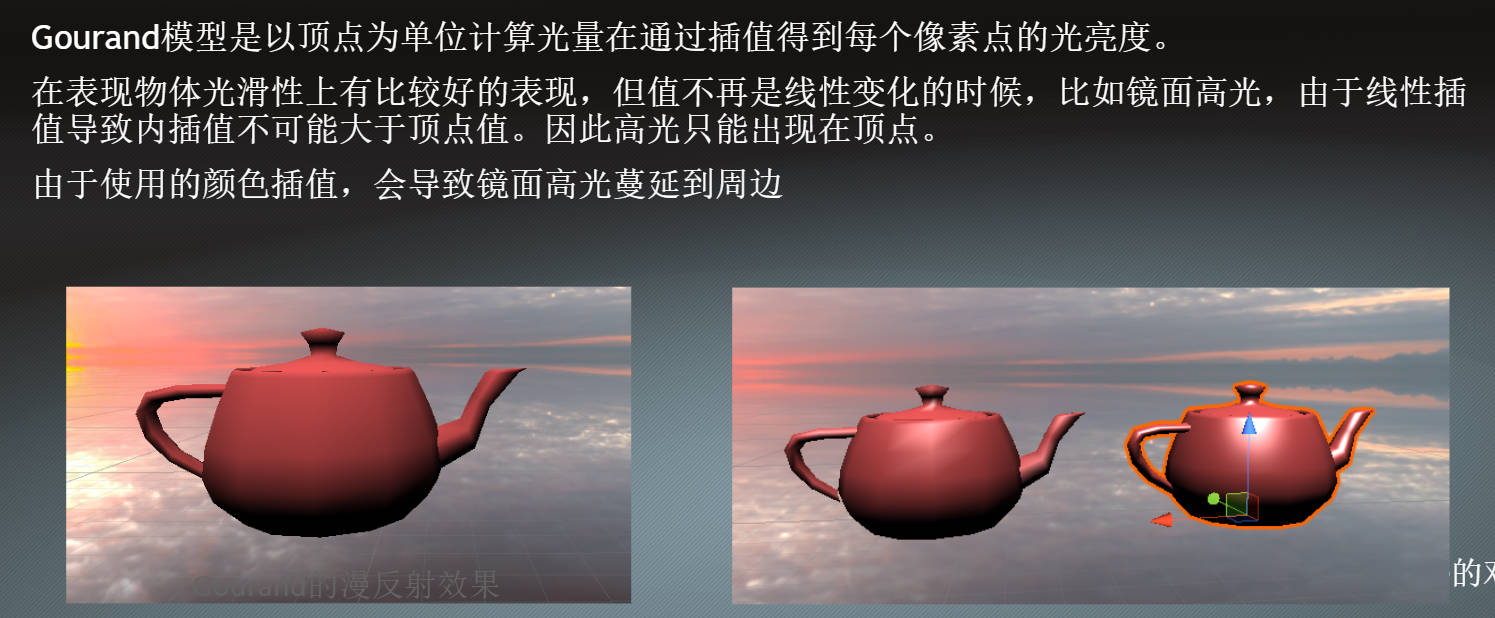 Gourand模型是以顶点为单位计算光量在通过插值得到每个像素点的光亮度。
在表现物体光滑性上有比较好的表现，但值不再是线性变化的时候，比如镜面高光，由于线性插
值导致内插值不可能大于顶点值。因此高光只能出现在顶点。
由于使用的颜色插值，会导致镜面高光蔓延到周边
Gourand的漫反射效果
的对